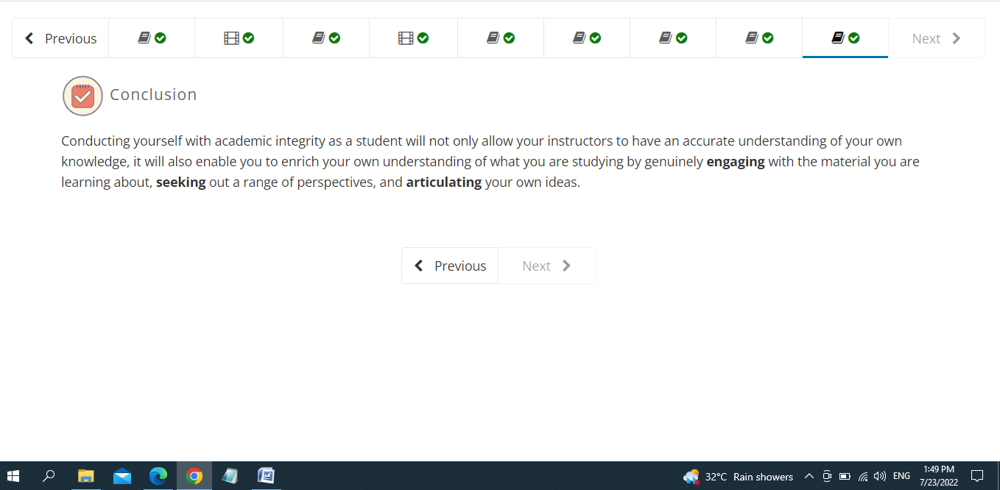 Previous
Next
Conclusion
Conducting yourself with academic integrity as a student will not only allow your instructors to have an accurate understanding of your own
knowledge, it will also enable you to enrich your own understanding of what you are studying by genuinely engaging with the material you are
learning about, seeking out a range of perspectives, and articulating your own ideas.
Previous
Next
32°C Rain showers
ENG
1:49 PM
7/23/2022